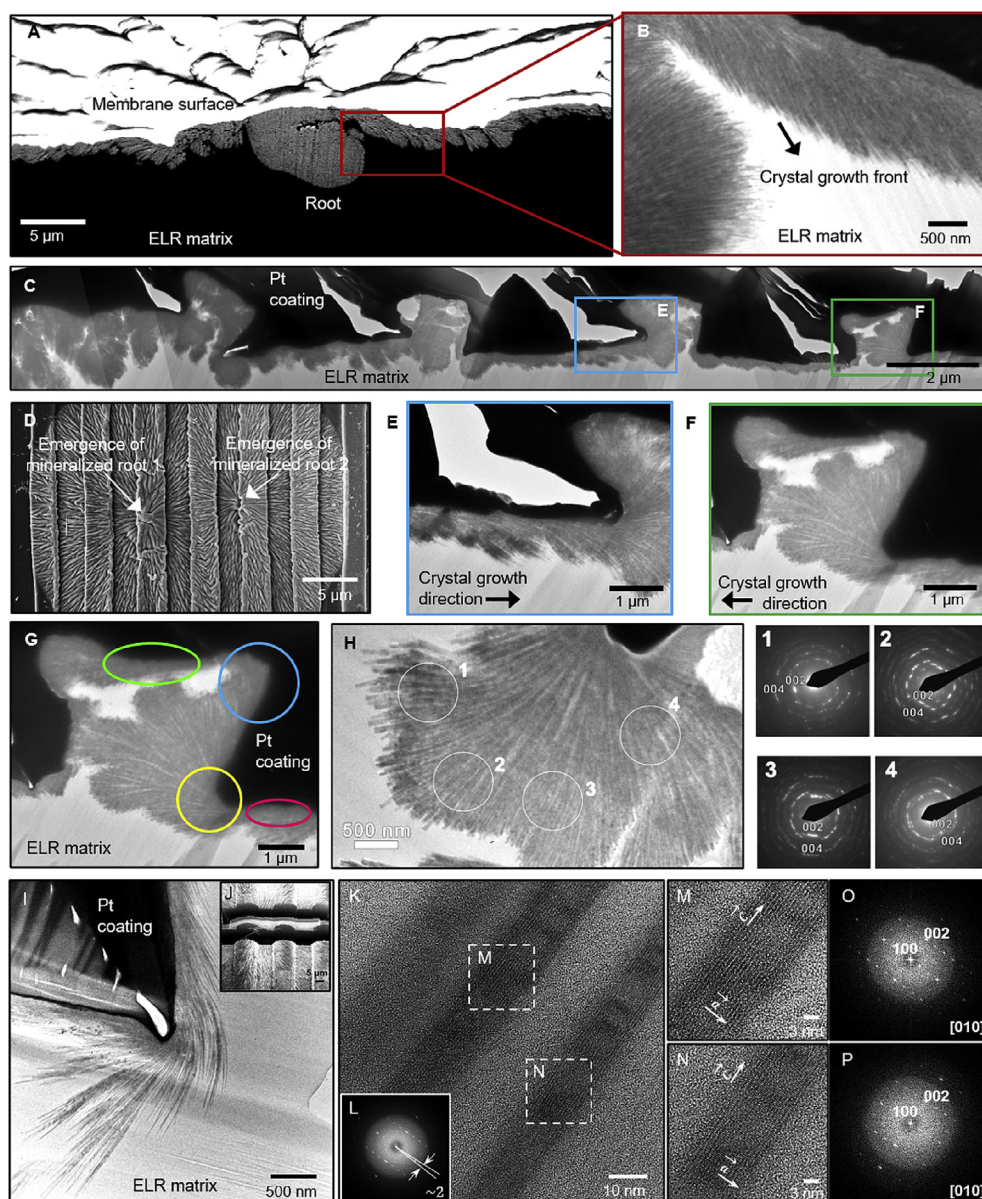 A
Membrane surface
Root
5 µm
ELR matrix
B
Crystal growth front
ELR matrix
500 nm
C
Pt
coating
E
F
ELR matrix
2 µm
D
Emergence of
mineralized root 1
Emergence of
mineralized root 2
5 µm
E
Crystal growth
direction
1 µm
F
Crystal growth
direction
1 µm
G
Pt
coating
ELR matrix
1 µm
H
1
2
3
4
500 nm
1
002
004
2
002
004
3
002
004
4
002
004
I
Pt
coating
ELR matrix
500 nm
J
5 µm
K
M
N
L
~2
10 nm
M
c
a
3 nm
O
002
100
[010]
N
c
a
3 nm
P
002
100
[010]